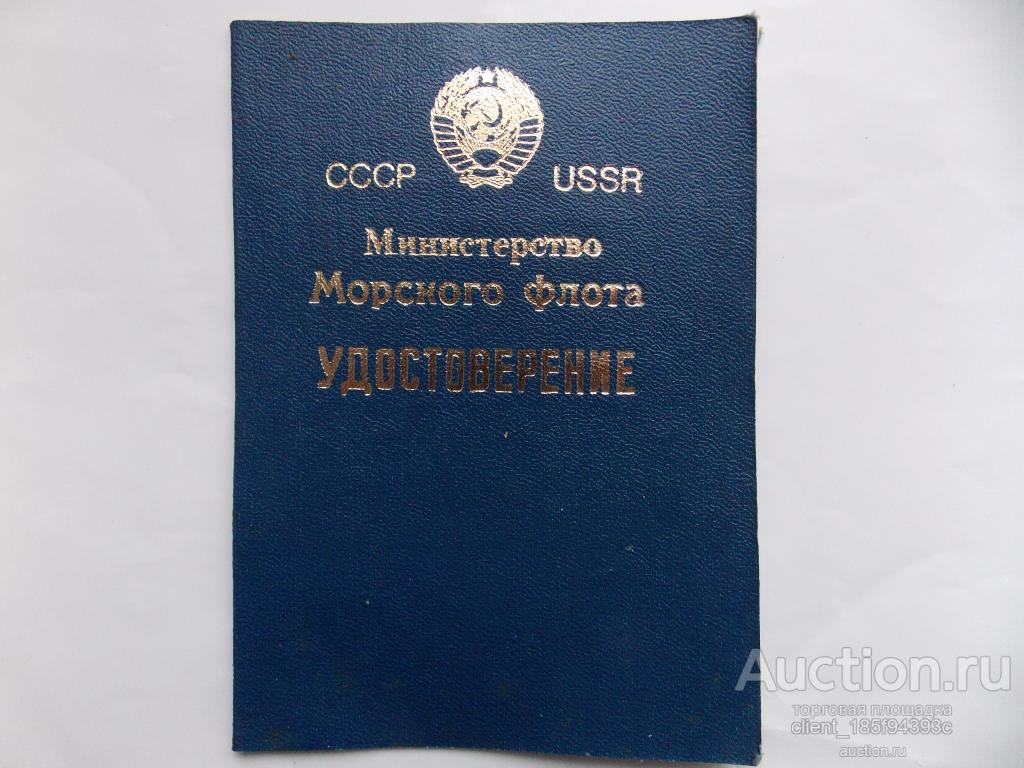 СССР USSR
Министерство
Морского флота
УДОСТОВЕРЕНИЕ
Auction.ru
торговая площадка
client_185f94393c
auction.ru